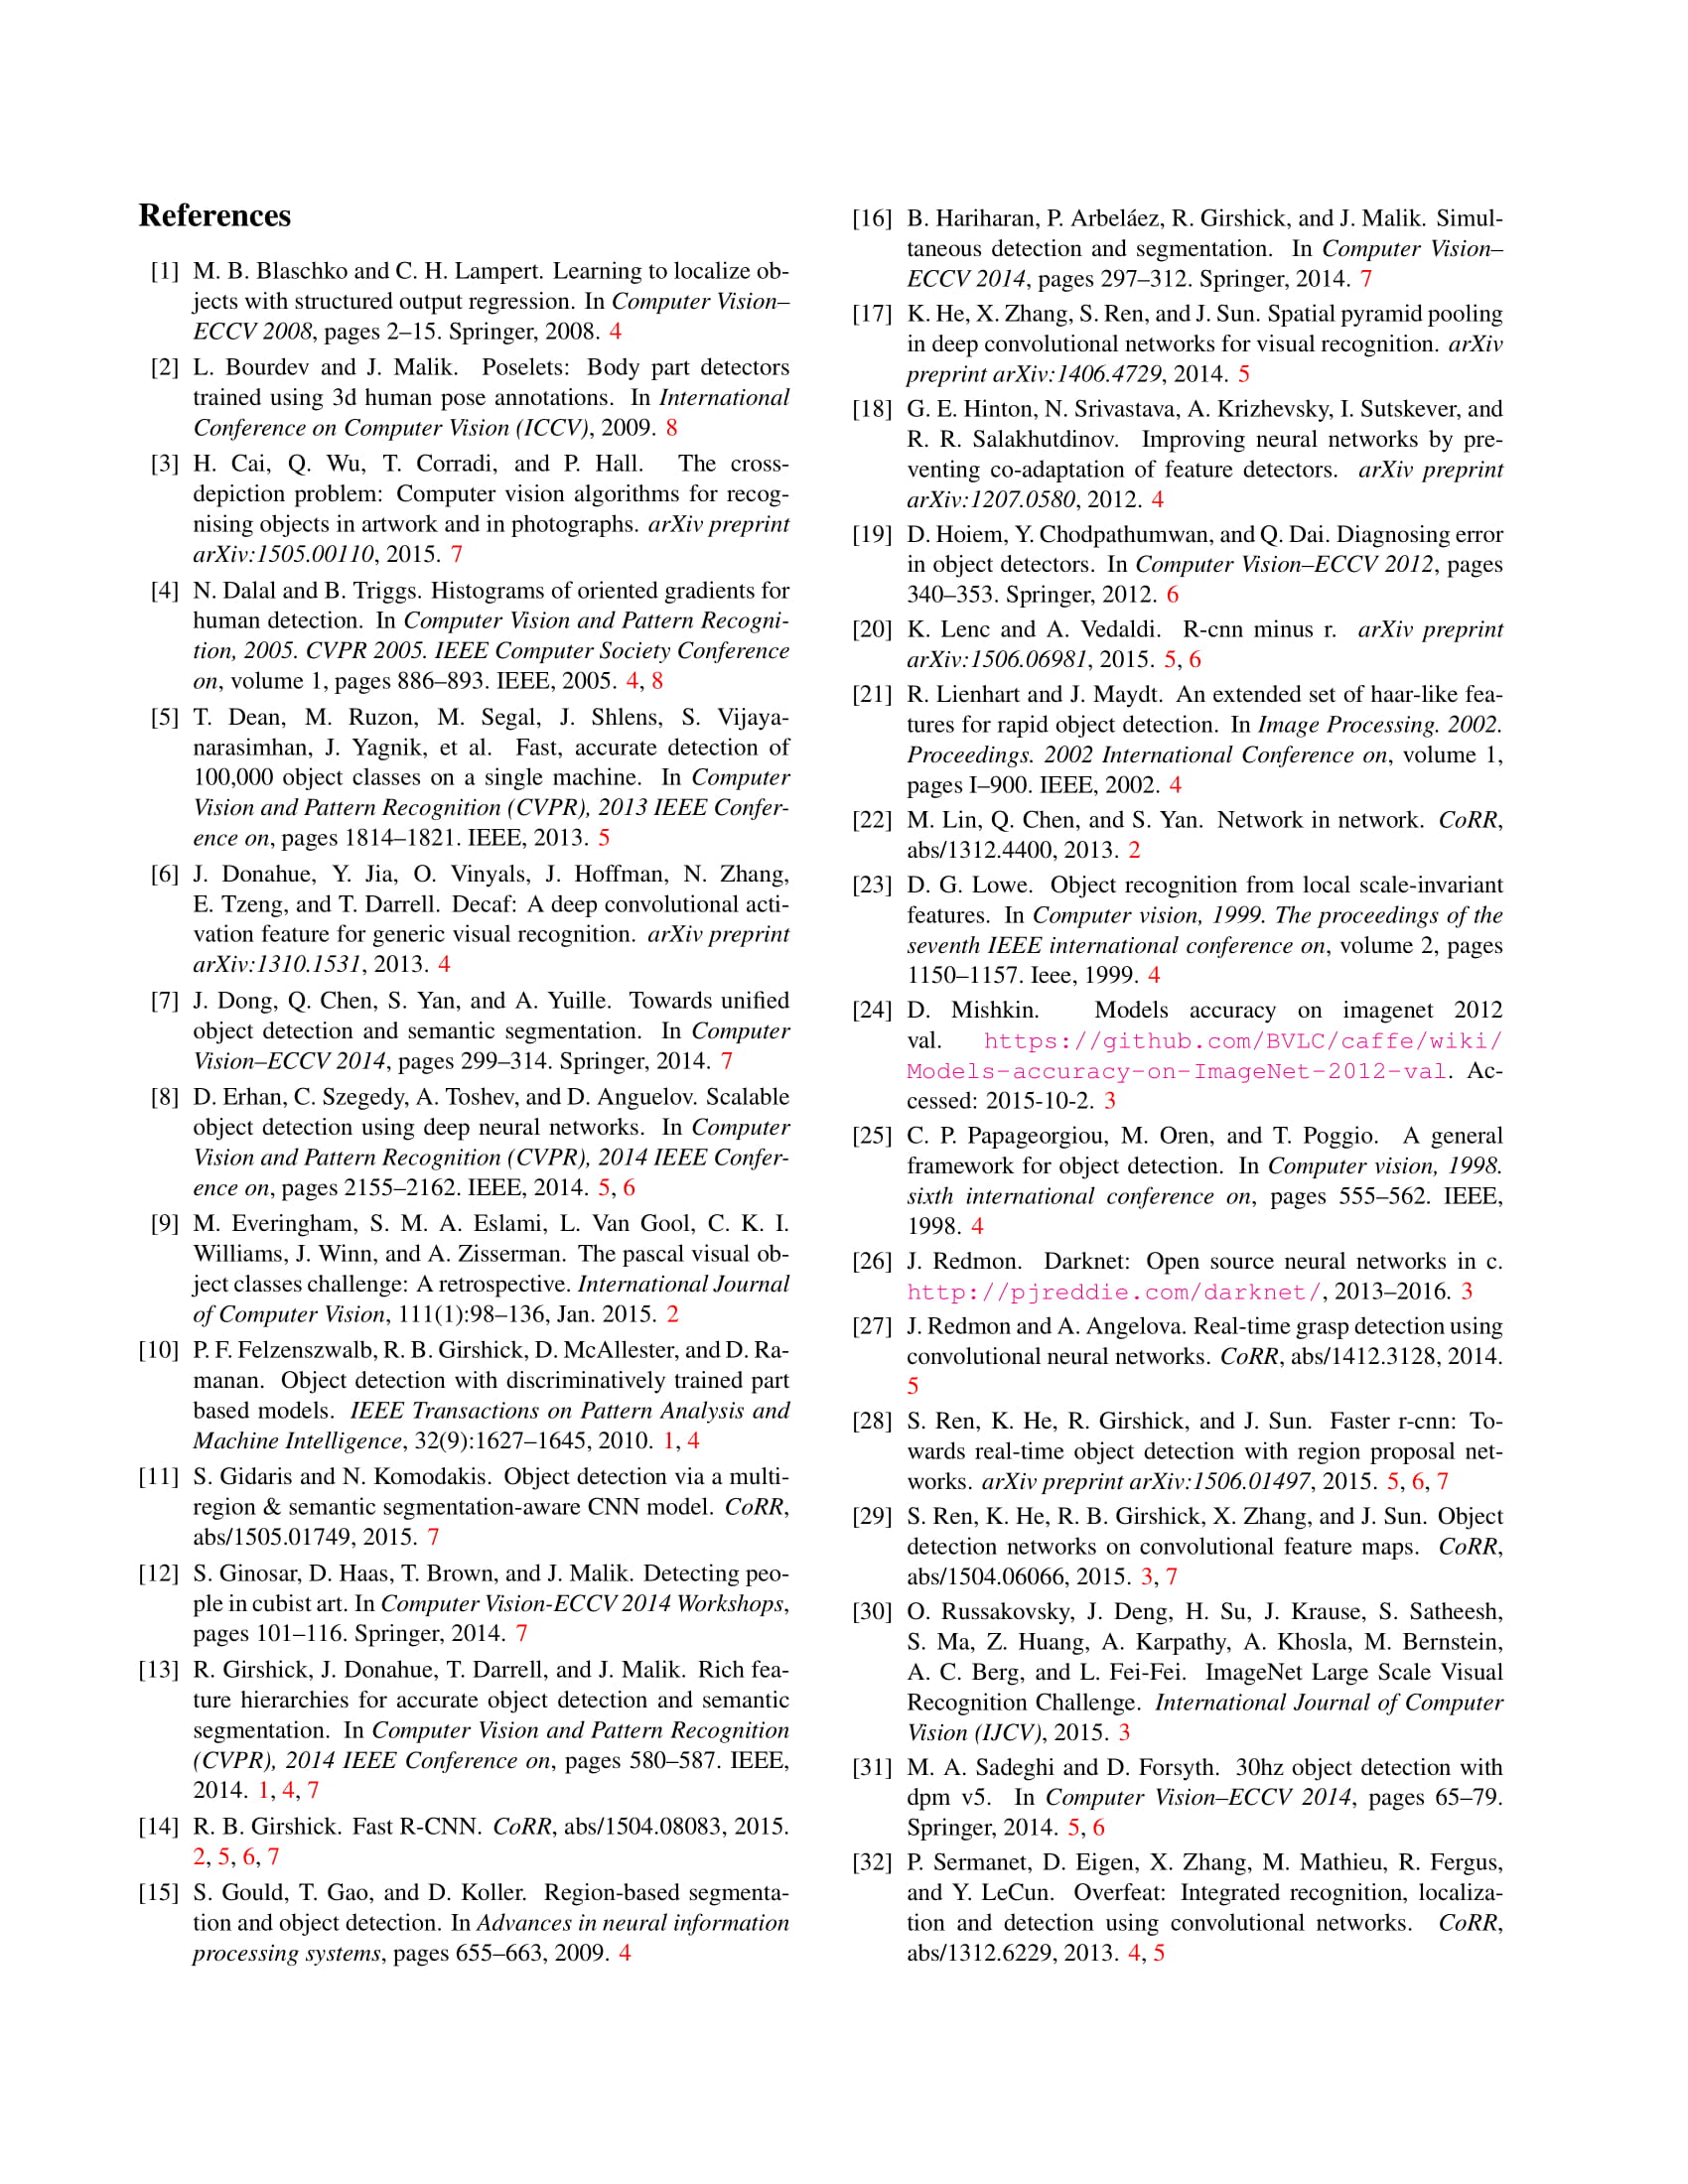 References
[1] M. B. Blaschko and C. H. Lampert. Learning to localize ob-
jects with structured output regression. In Computer Vision–
ECCV 2008, pages 2–15. Springer, 2008. 4
[2] L. Bourdev and J. Malik. Poselets: Body part detectors
trained using 3d human pose annotations. In International
Conference on Computer Vision (ICCV), 2009. 8
[3] H. Cai, Q. Wu, T. Corradi, and P. Hall. The cross-
depiction problem: Computer vision algorithms for recog-
nising objects in artwork and in photographs. arXiv preprint
arXiv:1505.00110, 2015. 7
[4] N. Dalal and B. Triggs. Histograms of oriented gradients for
human detection. In Computer Vision and Pattern Recogni-
tion, 2005. CVPR 2005. IEEE Computer Society Conference
on, volume 1, pages 886–893. IEEE, 2005. 4, 8
[5] T. Dean, M. Ruzon, M. Segal, J. Shlens, S. Vijaya-
narasimhan, J. Yagnik, et al. Fast, accurate detection of
100,000 object classes on a single machine. In Computer
Vision and Pattern Recognition (CVPR), 2013 IEEE Confer-
ence on, pages 1814–1821. IEEE, 2013. 5
[6] J. Donahue, Y. Jia, O. Vinyals, J. Hoffman, N. Zhang,
E. Tzeng, and T. Darrell. Decaf: A deep convolutional acti-
vation feature for generic visual recognition. arXiv preprint
arXiv:1310.1531, 2013. 4
[7] J. Dong, Q. Chen, S. Yan, and A. Yuille. Towards unified
object detection and semantic segmentation. In Computer
Vision–ECCV 2014, pages 299–314. Springer, 2014. 7
[8] D. Erhan, C. Szegedy, A. Toshev, and D. Anguelov. Scalable
object detection using deep neural networks. In Computer
Vision and Pattern Recognition (CVPR), 2014 IEEE Confer-
ence on, pages 2155–2162. IEEE, 2014. 5, 6
[9] M. Everingham, S. M. A. Eslami, L. Van Gool, C. K. I.
Williams, J. Winn, and A. Zisserman. The pascal visual ob-
ject classes challenge: A retrospective. International Journal
of Computer Vision, 111(1):98–136, Jan. 2015. 2
[10] P. F. Felzenszwalb, R. B. Girshick, D. McAllester, and D. Ra-
manan. Object detection with discriminatively trained part
based models. IEEE Transactions on Pattern Analysis and
Machine Intelligence, 32(9):1627–1645, 2010. 1, 4
[11] S. Gidaris and N. Komodakis. Object detection via a multi-
region & semantic segmentation-aware CNN model. CoRR,
abs/1505.01749, 2015. 7
[12] S. Ginosar, D. Haas, T. Brown, and J. Malik. Detecting peo-
ple in cubist art. In Computer Vision-ECCV 2014 Workshops,
pages 101–116. Springer, 2014. 7
[13] R. Girshick, J. Donahue, T. Darrell, and J. Malik. Rich fea-
ture hierarchies for accurate object detection and semantic
segmentation. In Computer Vision and Pattern Recognition
(CVPR), 2014 IEEE Conference on, pages 580–587. IEEE,
2014. 1, 4, 7
[14] R. B. Girshick. Fast R-CNN. CoRR, abs/1504.08083, 2015.
2, 5, 6, 7
[15] S. Gould, T. Gao, and D. Koller. Region-based segmenta-
tion and object detection. In Advances in neural information
processing systems, pages 655–663, 2009. 4
[16] B. Hariharan, P. Arbeláez, R. Girshick, and J. Malik. Simul-
taneous detection and segmentation. In Computer Vision–
ECCV 2014, pages 297–312. Springer, 2014. 7
[17] K. He, X. Zhang, S. Ren, and J. Sun. Spatial pyramid pooling
in deep convolutional networks for visual recognition. arXiv
preprint arXiv:1406.4729, 2014. 5
[18] G. E. Hinton, N. Srivastava, A. Krizhevsky, I. Sutskever, and
R. R. Salakhutdinov. Improving neural networks by pre-
venting co-adaptation of feature detectors. arXiv preprint
arXiv:1207.0580, 2012. 4
[19] D. Hoiem, Y. Chodpathumwan, and Q. Dai. Diagnosing error
in object detectors. In Computer Vision–ECCV 2012, pages
340–353. Springer, 2012. 6
[20] K. Lenc and A. Vedaldi. R-cnn minus r. arXiv preprint
arXiv:1506.06981, 2015. 5, 6
[21] R. Lienhart and J. Maydt. An extended set of haar-like fea-
tures for rapid object detection. In Image Processing. 2002.
Proceedings. 2002 International Conference on, volume 1,
pages I–900. IEEE, 2002. 4
[22] M. Lin, Q. Chen, and S. Yan. Network in network. CoRR,
abs/1312.4400, 2013. 2
[23] D. G. Lowe. Object recognition from local scale-invariant
features. In Computer vision, 1999. The proceedings of the
seventh IEEE international conference on, volume 2, pages
1150–1157. Ieee, 1999. 4
[24] D. Mishkin. Models accuracy on imagenet 2012
val. https://github.com/BVLC/caffe/wiki/
Models-accuracy-on-ImageNet-2012-val. Ac-
cessed: 2015-10-2. 3
[25] C. P. Papageorgiou, M. Oren, and T. Poggio. A general
framework for object detection. In Computer vision, 1998.
sixth international conference on, pages 555–562. IEEE,
1998. 4
[26] J. Redmon. Darknet: Open source neural networks in c.
http://pjreddie.com/darknet/, 2013–2016. 3
[27] J. Redmon and A. Angelova. Real-time grasp detection using
convolutional neural networks. CoRR, abs/1412.3128, 2014.
5
[28] S. Ren, K. He, R. Girshick, and J. Sun. Faster r-cnn: To-
wards real-time object detection with region proposal net-
works. arXiv preprint arXiv:1506.01497, 2015. 5, 6, 7
[29] S. Ren, K. He, R. B. Girshick, X. Zhang, and J. Sun. Object
detection networks on convolutional feature maps. CoRR,
abs/1504.06066, 2015. 3, 7
[30] O. Russakovsky, J. Deng, H. Su, J. Krause, S. Satheesh,
S. Ma, Z. Huang, A. Karpathy, A. Khosla, M. Bernstein,
A. C. Berg, and L. Fei-Fei. ImageNet Large Scale Visual
Recognition Challenge. International Journal of Computer
Vision (IJCV), 2015. 3
[31] M. A. Sadeghi and D. Forsyth. 30hz object detection with
dpm v5. In Computer Vision–ECCV 2014, pages 65–79.
Springer, 2014. 5, 6
[32] P. Sermanet, D. Eigen, X. Zhang, M. Mathieu, R. Fergus,
and Y. LeCun. Overfeat: Integrated recognition, localiza-
tion and detection using convolutional networks. CoRR,
abs/1312.6229, 2013. 4, 5